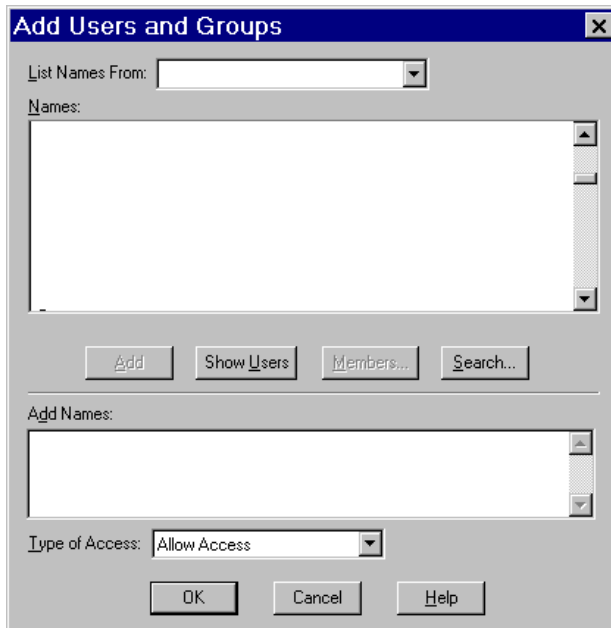 Add Users and Groups
List Names From:
Names:
Add Show Users Members... Search...
Add Names:
Type of Access: Allow Access
OK Cancel Help